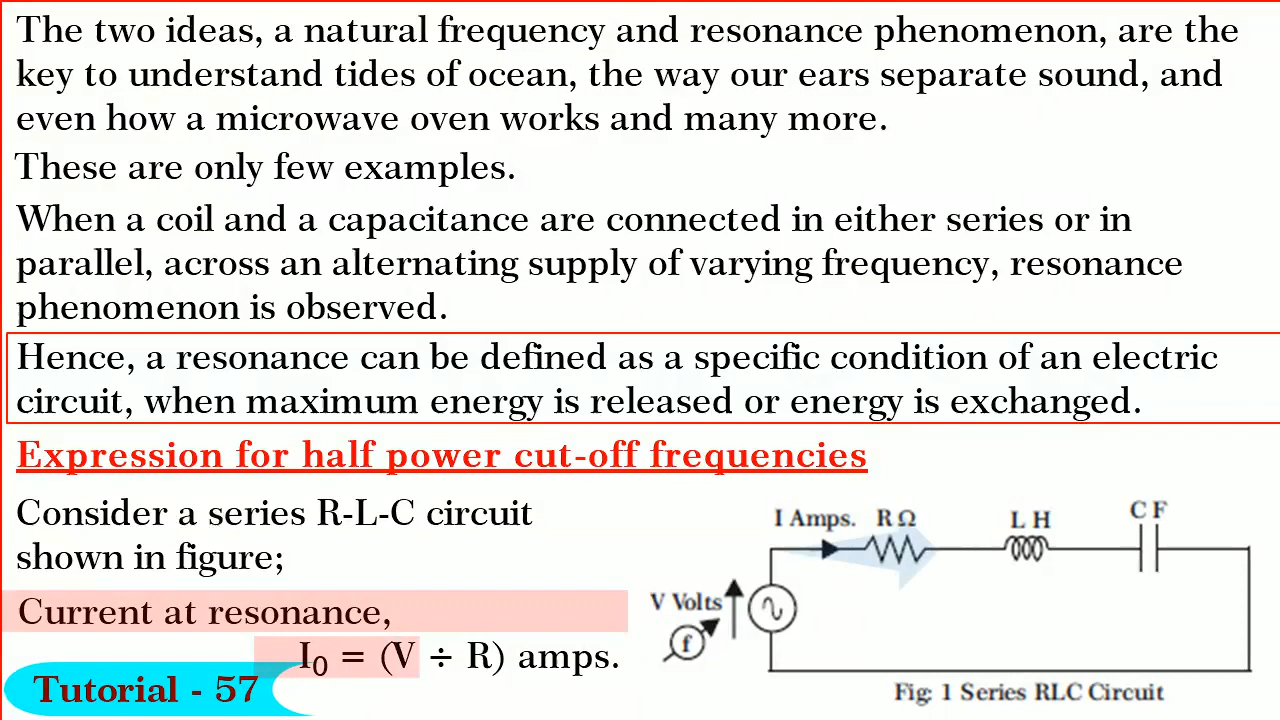 The two ideas, a natural frequency and resonance phenomenon, are the
key to understand tides of ocean, the way our ears separate sound, and
even how a microwave oven works and many more.
These are only few examples.
When a coil and a capacitance are connected in either series or in
parallel, across an alternating supply of varying frequency, resonance
phenomenon is observed.
Hence, a resonance can be defined as a specific condition of an electric
circuit, when maximum energy is released or energy is exchanged.
Expression for half power cut-off frequencies
Consider a series R-L-C circuit
shown in figure;
Current at resonance,
I₀ = (V ÷ R) amps.
Tutorial - 57
I Amps. R Ω L H C F
V Volts
f
Fig: 1 Series RLC Circuit